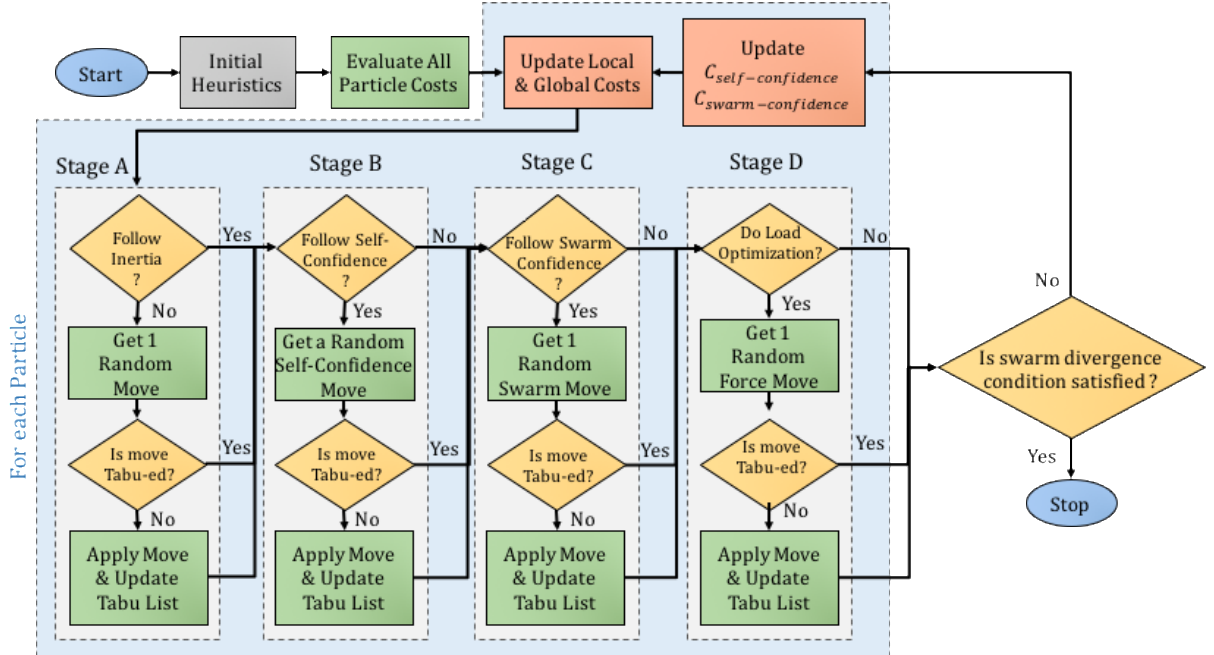 Start
Initial
Heuristics
Evaluate All
Particle Costs
Update Local
& Global Costs
Update
C_{self-confidence}
C_{swarm-confidence}
For each Particle
Stage A
Follow
Inertia
?
Yes
No
Get 1
Random
Move
Is move
Tabu-ed?
Yes
No
Apply Move
& Update
Tabu List
Stage B
Follow Self-
Confidence
?
No
Yes
Get a Random
Self-Confidence
Move
Is move
Tabu-ed?
Yes
No
Apply Move
& Update
Tabu List
Stage C
Follow Swarm
Confidence
?
No
Yes
Get 1
Random
Swarm Move
Is move
Tabu-ed?
Yes
No
Apply Move
& Update
Tabu List
Stage D
Do Load
Optimization?
No
Yes
Get 1
Random
Force Move
Is move
Tabu-ed?
Yes
No
Apply Move
& Update
Tabu List
No
Is swarm divergence
condition satisfied ?
Yes
Stop